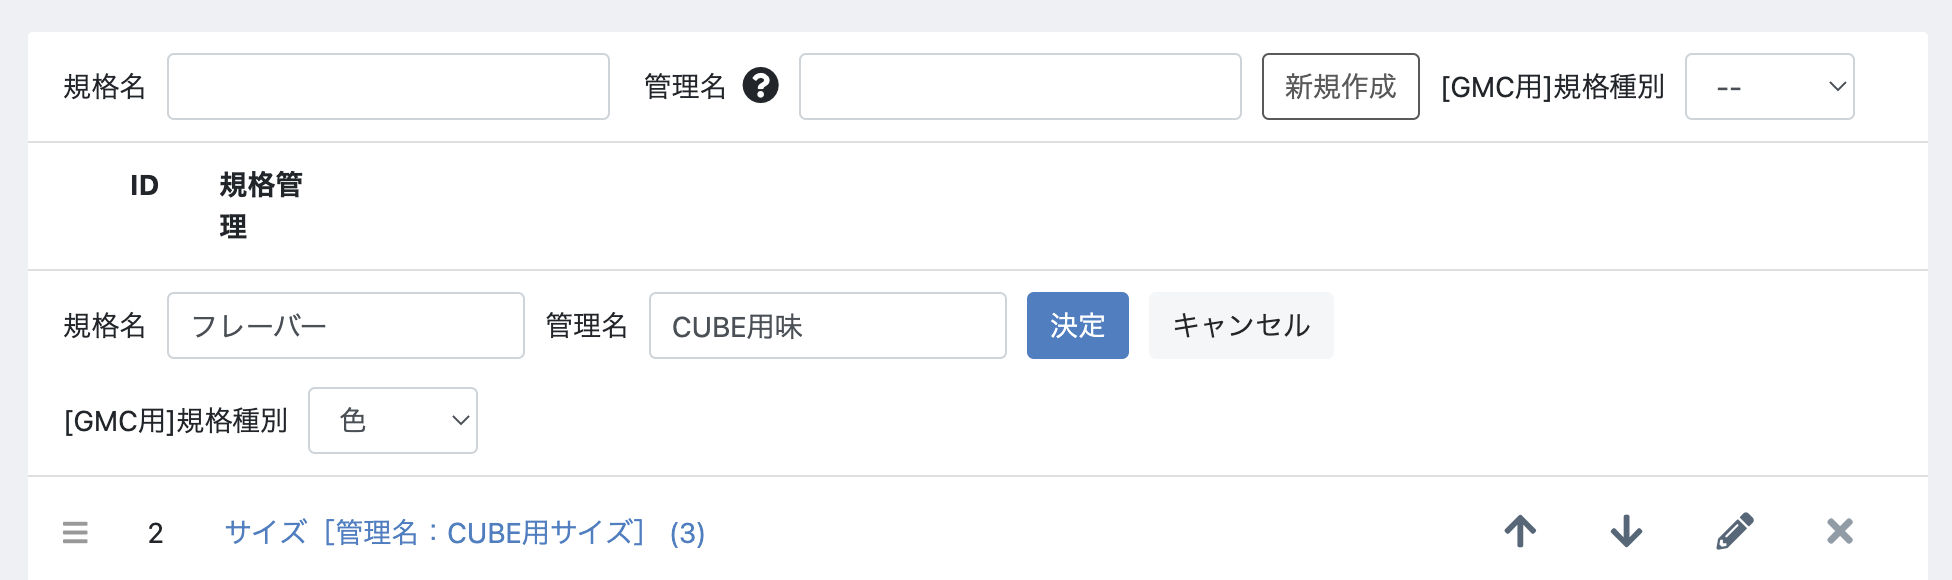 規格名 管理名 ? 新規作成 [GMC用]規格種別 --
ID 規格管
理
規格名 フレーバー 管理名 CUBE用味 決定 キャンセル
[GMC用]規格種別 色
2 サイズ［管理名：CUBE用サイズ］ (3)